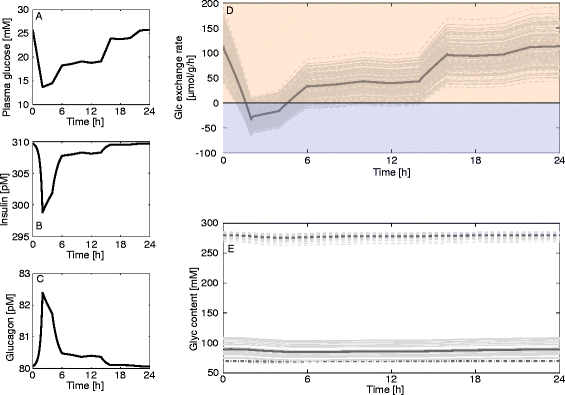 A
Plasma glucose [mM]
30
25
20
15
10
0 6 12 18 24
Time [h]
B
Insulin [pM]
310
305
300
295
0 6 12 18 24
Time [h]
C
Glucagon [pM]
83
82
81
80
0 6 12 18 24
Time [h]
D
Glc exchange rate
[µmol/g/h]
200
150
100
50
0
-50
-100
0 6 12 18 24
Time [h]
E
Glyc content [mM]
300
250
200
150
100
50
0 6 12 18 24
Time [h]